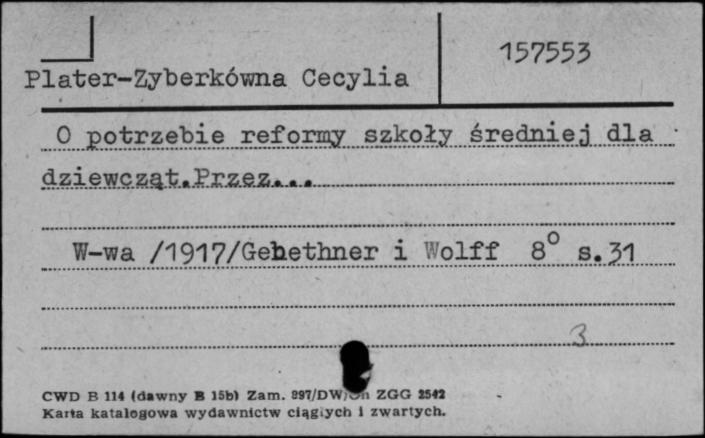 157553
Plater-Zyberkówna Cecylia
O potrzebie reformy szkoły średniej dla
dziewcząt.Przez...
W-wa /1917/Gebethner i Wolff 8° s.31
3
CWD B 114 (dawny B 15b) Zam. 897/DW/ ZGG 2542
Karta katalogowa wydawnictw ciągłych i zwartych.